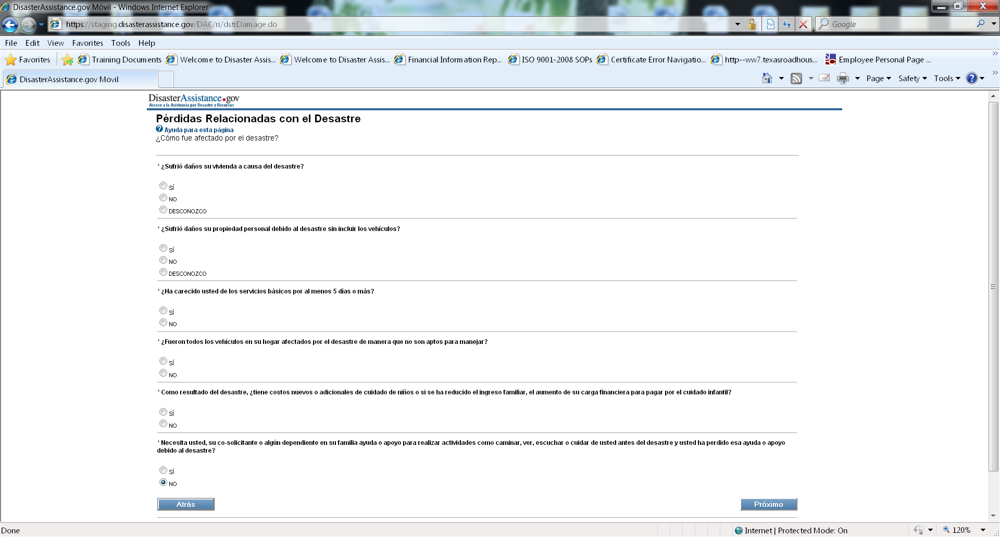 DisasterAssistance.gov Móvil - Windows Internet Explorer
https://staging.disasterassistance.gov/DAC/ri/dstrDamage.do
Google
File Edit View Favorites Tools Help
Favorites Training Documents Welcome to Disaster Assis... Welcome to Disaster Assis... Financial Information Rep... ISO 9001-2008 SOPs Certificate Error Navigatio... http--ww7.texasroadhous... Employee Personal Page ...
DisasterAssistance.gov Móvil
Page Safety Tools
DisasterAssistance.gov
Acceso a la Asistencia por Desastre y Recursos
Pérdidas Relacionadas con el Desastre
Ayuda para esta página
¿Cómo fue afectado por el desastre?
* ¿Sufrió daños su vivienda a causa del desastre?
SÍ
NO
DESCONOZCO
* ¿Sufrió daños su propiedad personal debido al desastre sin incluir los vehículos?
SÍ
NO
DESCONOZCO
* ¿Ha carecido usted de los servicios básicos por al menos 5 días o más?
SÍ
NO
* ¿Fueron todos los vehículos en su hogar afectados por el desastre de manera que no son aptos para manejar?
SÍ
NO
* Como resultado del desastre, ¿tiene costos nuevos o adicionales de cuidado de niños o si se ha reducido el ingreso familiar, el aumento de su carga financiera para pagar por el cuidado infantil?
SÍ
NO
* Necesita usted, su co-solicitante o algún dependiente en su familia ayuda o apoyo para realizar actividades como caminar, ver, escuchar o cuidar de usted antes del desastre y usted ha perdido esa ayuda o apoyo
debido al desastre?
SÍ
NO
Atrás
Próximo
Done
Internet | Protected Mode: On
120%